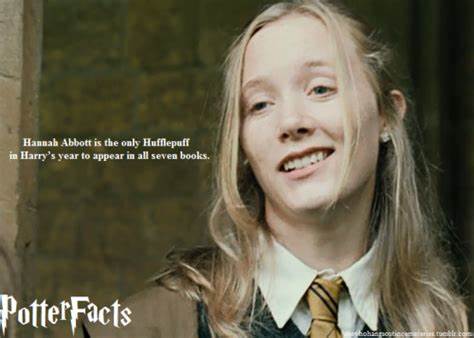 Hannah Abbott is the only Hufflepuff
in Harry's year to appear in all seven books.
PotterFacts